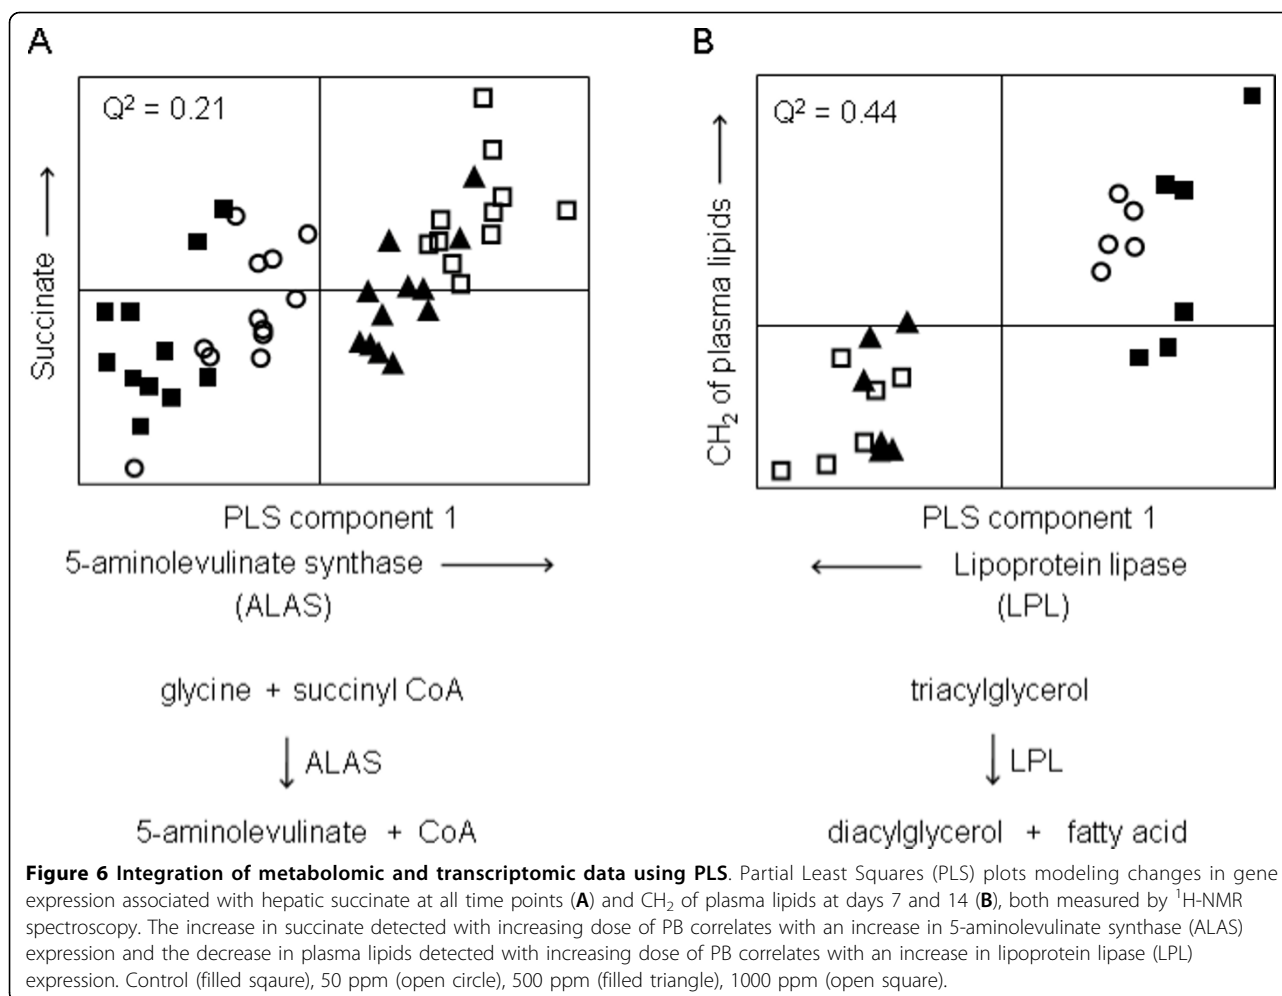 A
B
Q² = 0.21
Q² = 0.44
Succinate
CH₂ of plasma lipids
PLS component 1
5-aminolevulinate synthase
(ALAS)
PLS component 1
Lipoprotein lipase
(LPL)
glycine + succinyl CoA
ALAS
5-aminolevulinate + CoA
triacylglycerol
LPL
diacylglycerol + fatty acid
Figure 6 Integration of metabolomic and transcriptomic data using PLS. Partial Least Squares (PLS) plots modeling changes in gene
expression associated with hepatic succinate at all time points (A) and CH₂ of plasma lipids at days 7 and 14 (B), both measured by ¹H-NMR
spectroscopy. The increase in succinate detected with increasing dose of PB correlates with an increase in 5-aminolevulinate synthase (ALAS)
expression and the decrease in plasma lipids detected with increasing dose of PB correlates with an increase in lipoprotein lipase (LPL)
expression. Control (filled sqaure), 50 ppm (open circle), 500 ppm (filled triangle), 1000 ppm (open square).